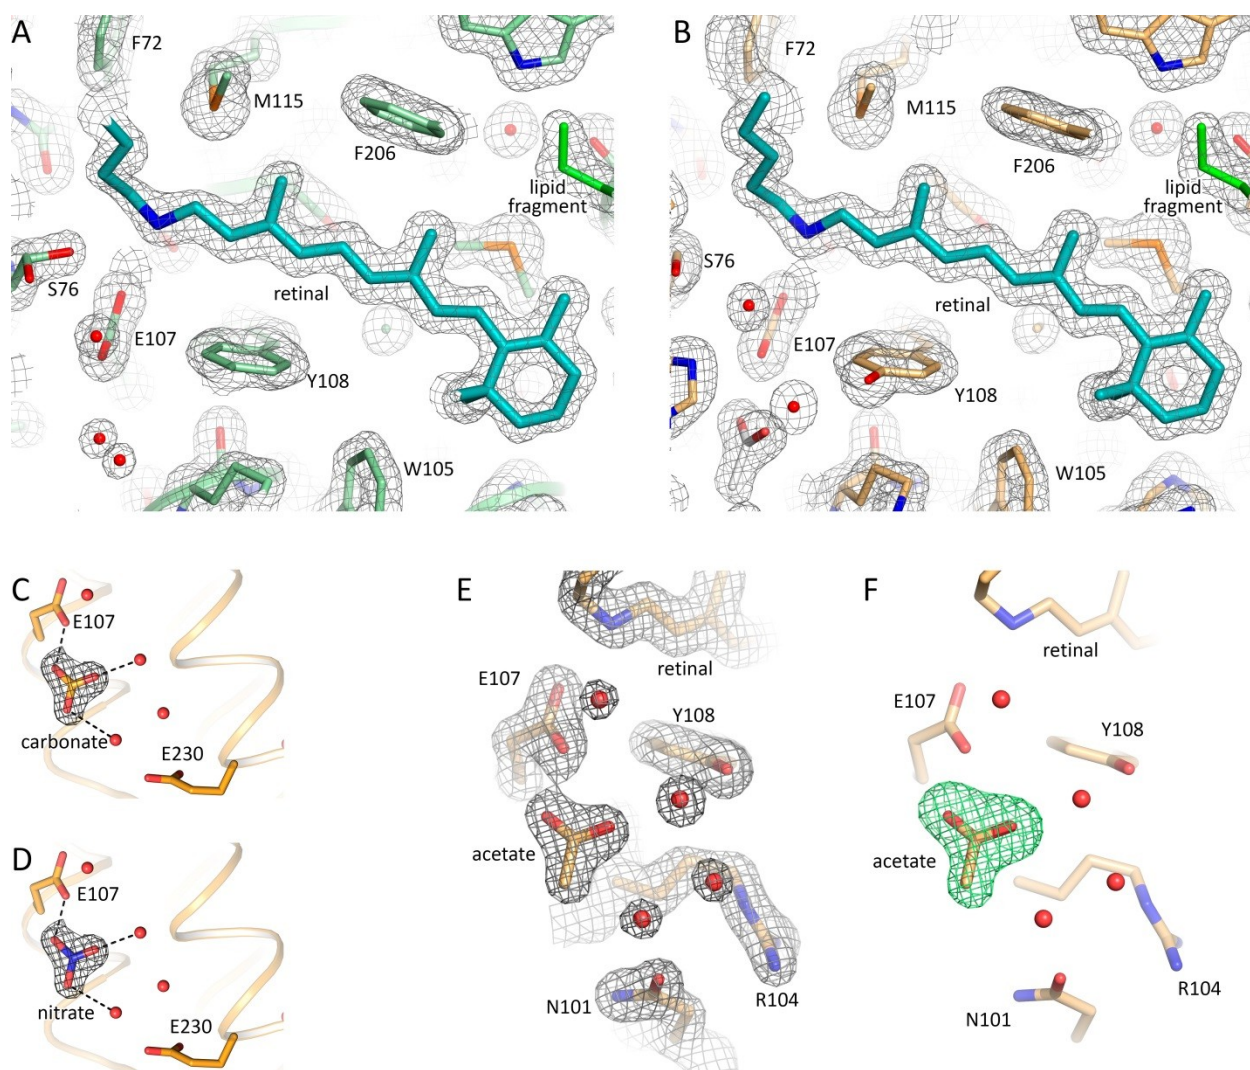 A
F72
M115
F206
lipid
fragment
S76
retinal
E107
Y108
W105
B
F72
M115
F206
lipid
fragment
S76
retinal
E107
Y108
W105
C
E107
carbonate
E230
D
E107
nitrate
E230
E
retinal
E107
Y108
acetate
N101
R104
F
retinal
E107
Y108
acetate
R104
N101